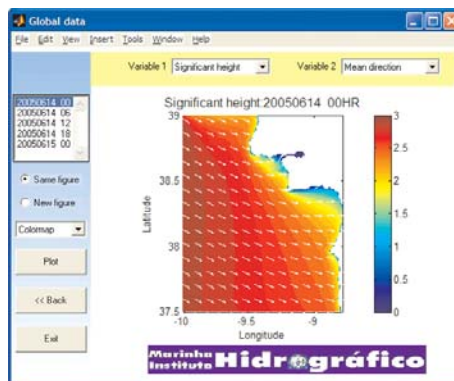 Global data
File Edit View Insert Tools Window Help
Variable 1 Significant height Variable 2 Mean direction
20050614 00
20050614 06
20050614 12
20050614 18
20050615 00
Same figure
New figure
Colormap
Plot
<< Back
Exit
Significant height:20050614 00HR
39
38.5
38
37.5
Latitude
-10 -9.5 -9
Longitude
3
2.5
2
1.5
1
0.5
0
Marinha
Instituto Hidrográfico